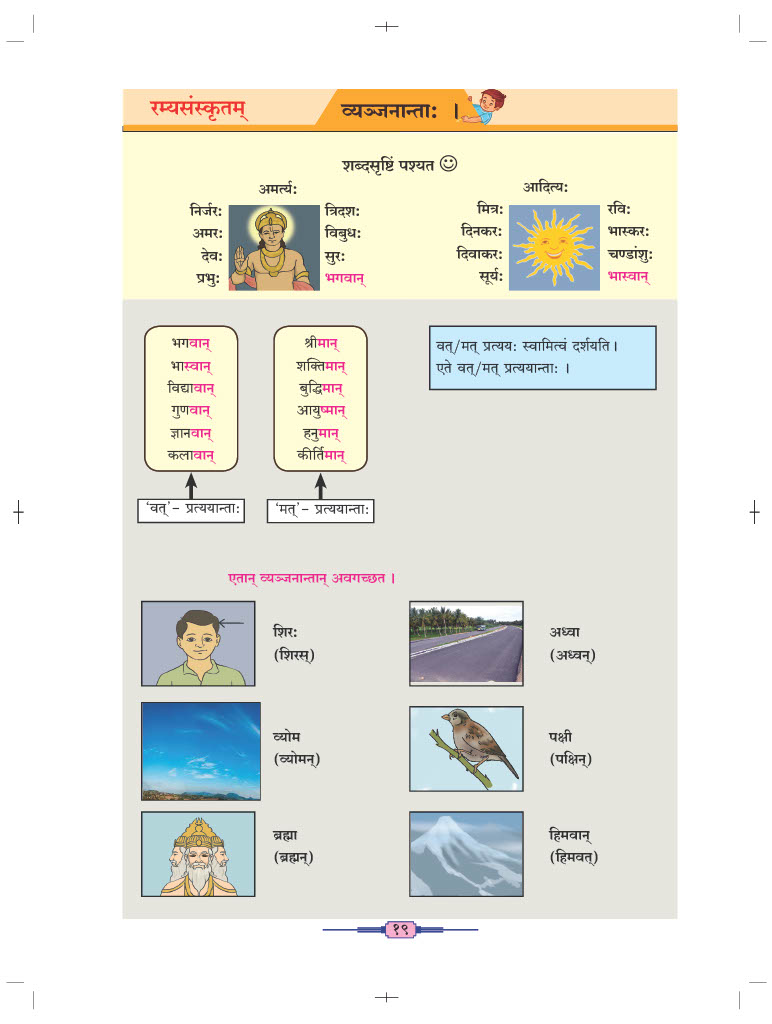 रम्यसंस्कृतम्
व्यञ्जनान्ताः ।
शब्दसृष्टिं पश्यत
अमर्त्यः
निर्जरः
अमरः
देवः
प्रभुः
त्रिदशः
विबुधः
सुरः
भगवान्
आदित्यः
मित्रः
दिनकरः
दिवाकरः
सूर्यः
रविः
भास्करः
चण्डांशुः
भास्वान्
भगवान्
भास्वान्
विद्यावान्
गुणवान्
ज्ञानवान्
कलावान्
‘वत्’– प्रत्ययान्ताः
श्रीमान्
शक्तिमान्
बुद्धिमान्
आयुष्मान्
हनुमान्
कीर्तिमान्
‘मत्’– प्रत्ययान्ताः
वत्/मत् प्रत्ययः स्वामित्वं दर्शयति ।
एते वत्/मत् प्रत्ययान्ताः ।
एतान् व्यञ्जनान्तान् अवगच्छत ।
शिरः
(शिरस्)
अध्वा
(अध्वन्)
व्योम
(व्योमन्)
पक्षी
(पक्षिन्)
ब्रह्मा
(ब्रह्मन्)
हिमवान्
(हिमवत्)
१९